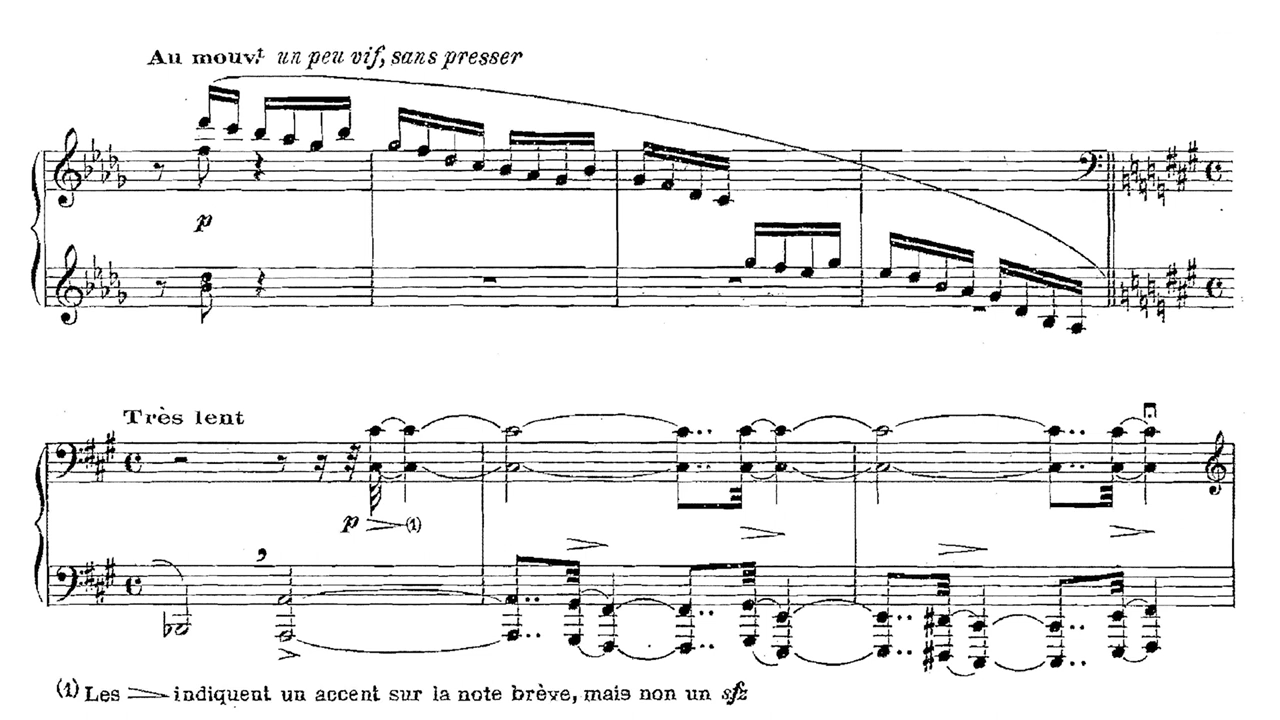 Au mouv.t un peu vif, sans presser
p
Très lent
p (1)
(1) Les > indiquent un accent sur la note brève, mais non un sfz